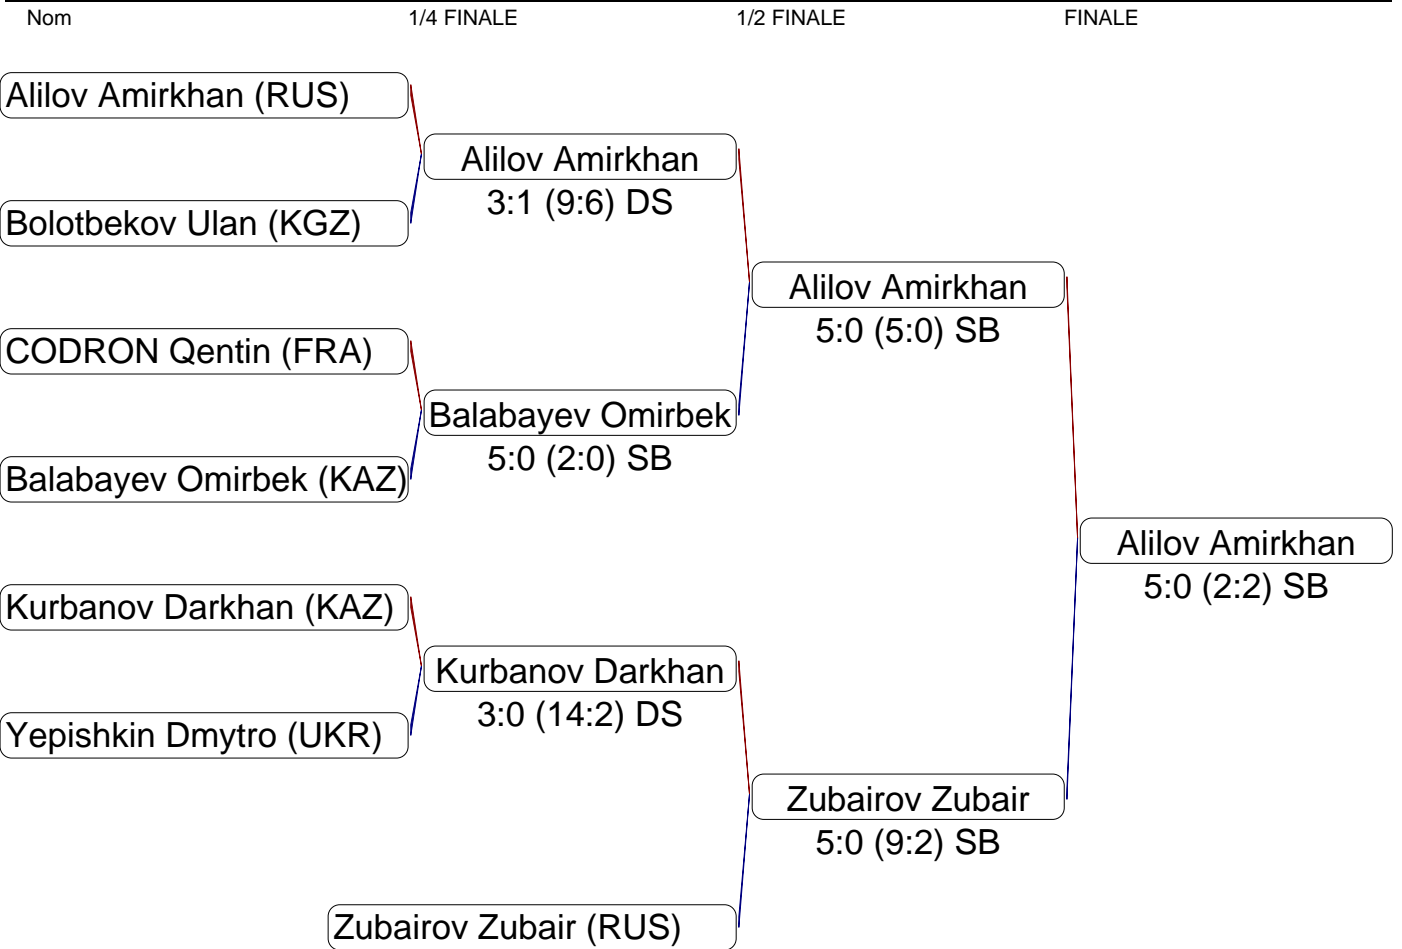 Nom 1/4 FINALE 1/2 FINALE FINALE
Alilov Amirkhan (RUS)
Alilov Amirkhan
3:1 (9:6) DS
Bolotbekov Ulan (KGZ)
Alilov Amirkhan
5:0 (5:0) SB
CODRON Qentin (FRA)
Balabayev Omirbek
5:0 (2:0) SB
Balabayev Omirbek (KAZ)
Alilov Amirkhan
5:0 (2:2) SB
Kurbanov Darkhan (KAZ)
Kurbanov Darkhan
3:0 (14:2) DS
Yepishkin Dmytro (UKR)
Zubairov Zubair
5:0 (9:2) SB
Zubairov Zubair (RUS)